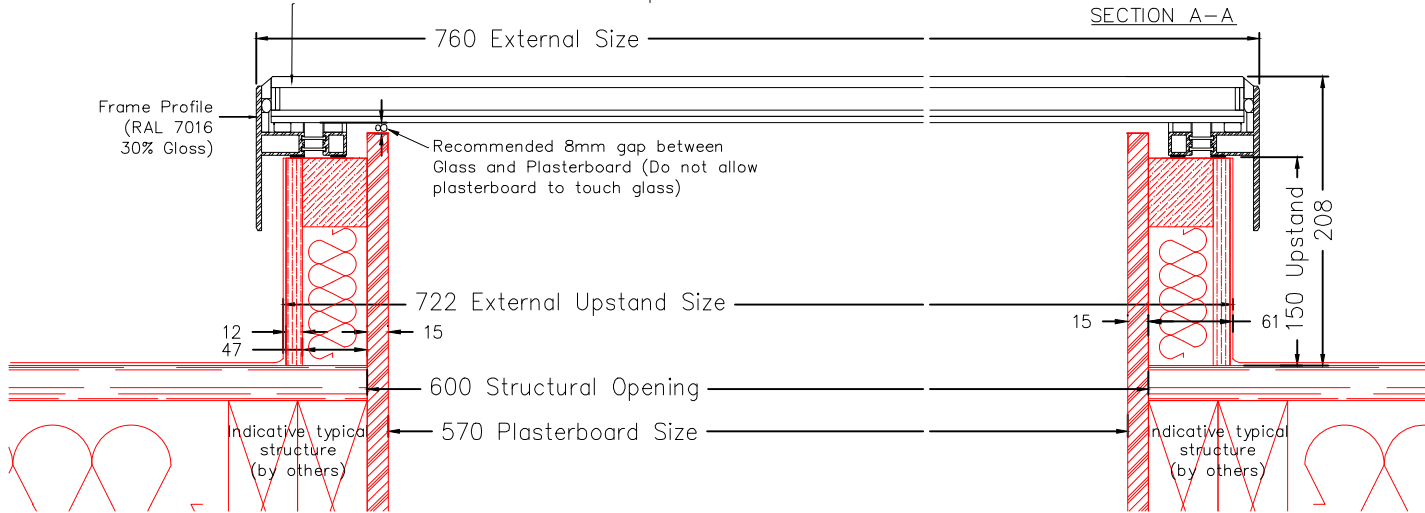 SECTION A-A
760 External Size
Frame Profile
(RAL 7016
30% Gloss)
Recommended 8mm gap between
Glass and Plasterboard (Do not allow
plasterboard to touch glass)
150 Upstand
208
722 External Upstand Size
12
15
47
15
61
600 Structural Opening
570 Plasterboard Size
Indicative typical
structure
(by others)
Indicative typical
structure
(by others)